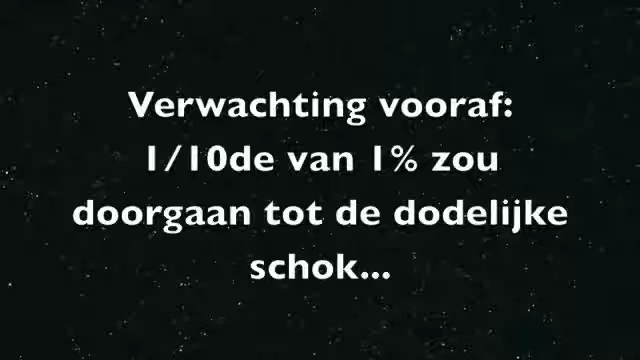 Verwachting vooraf:
1/10de van 1% zou
doorgaan tot de dodelijke
schok...